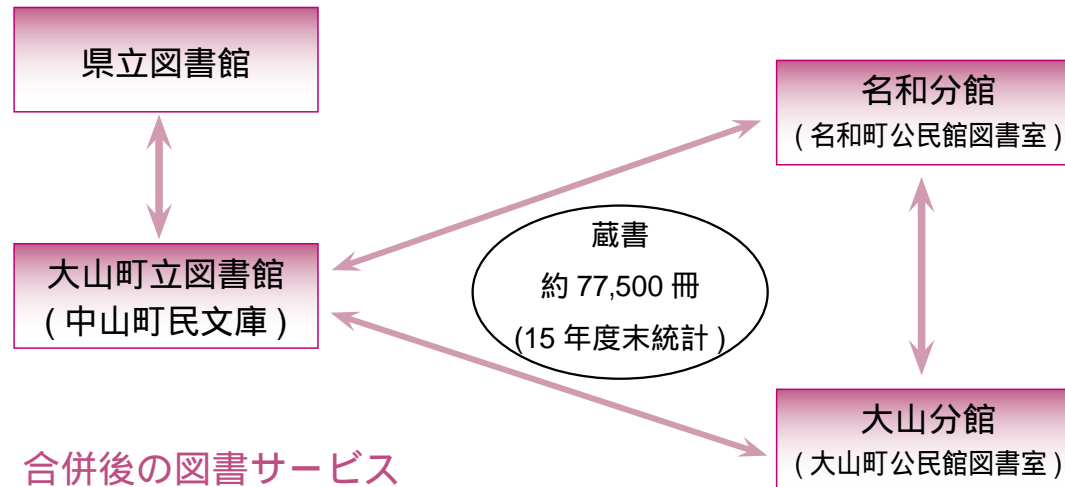 県立図書館
名和分館
(名和町公民館図書室)
大山町立図書館
(中山町民文庫)
蔵書
約 77,500 冊
(15 年度末統計)
大山分館
(大山町公民館図書室)
合併後の図書サービス